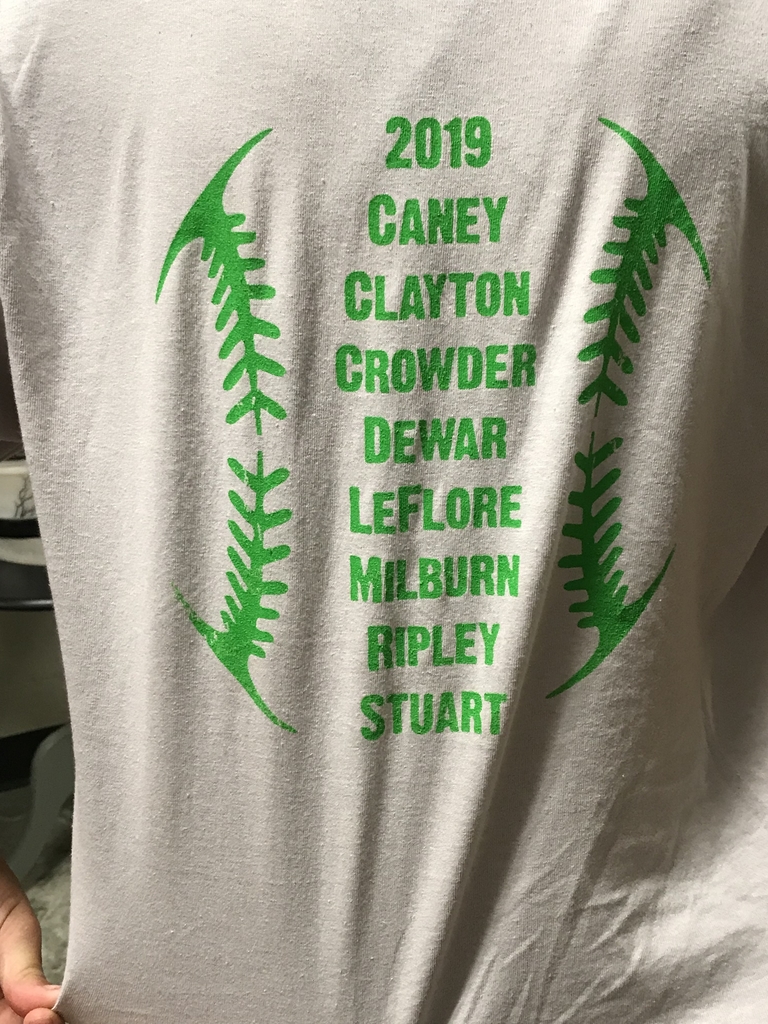 2019
CANEY
CLAYTON
CROWDER
DEWAR
LEFLORE
MILBURN
RIPLEY
STUART